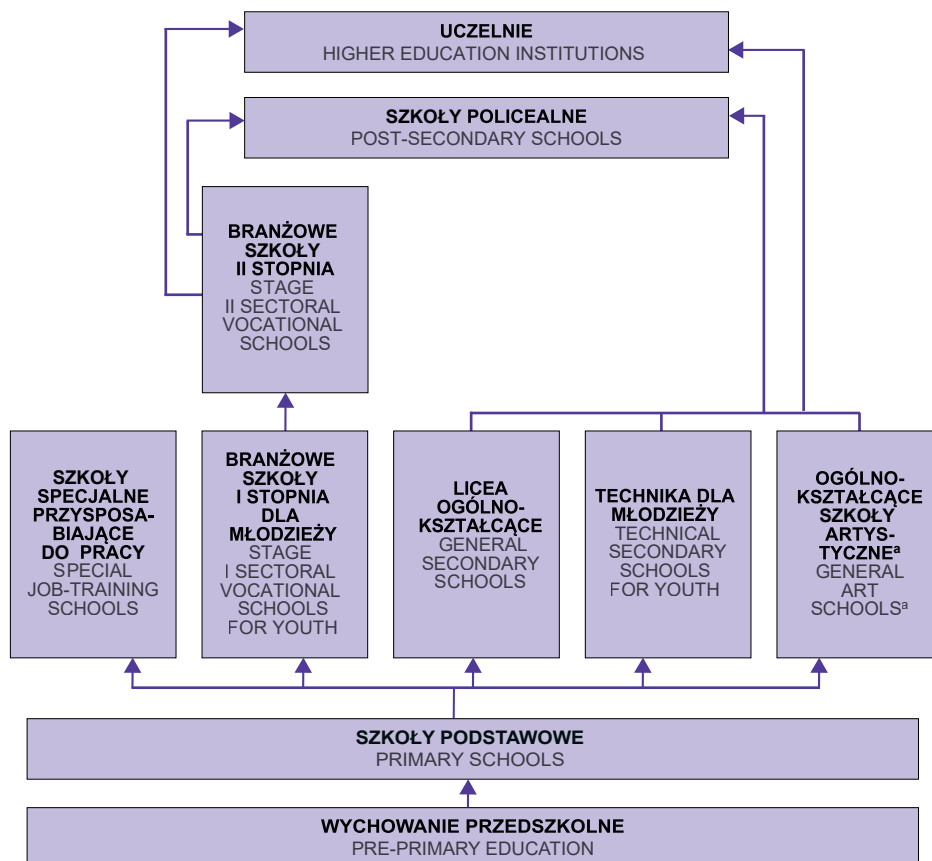 UCZELNIE
HIGHER EDUCATION INSTITUTIONS
SZKOŁY POLICEALNE
POST-SECONDARY SCHOOLS
BRANŻOWE
SZKOŁY
II STOPNIA
STAGE
II SECTORAL
VOCATIONAL
SCHOOLS
SZKOŁY
SPECJALNE
PRZYSPOSA-
BIAJĄCE
DO PRACY
SPECIAL
JOB-TRAINING
SCHOOLS
BRANŻOWE
SZKOŁY
I STOPNIA
DLA
MŁODZIEŻY
STAGE
I SECTORAL
VOCATIONAL
SCHOOLS
FOR YOUTH
LICEA
OGÓLNO-
KSZTAŁCĄCE
GENERAL
SECONDARY
SCHOOLS
TECHNIKA DLA
MŁODZIEŻY
TECHNICAL
SECONDARY
SCHOOLS
FOR YOUTH
OGÓLNO-
KSZTAŁCĄCE
SZKOŁY
ARTYS-
TYCZNEª
GENERAL
ART
SCHOOLSª
SZKOŁY PODSTAWOWE
PRIMARY SCHOOLS
WYCHOWANIE PRZEDSZKOLNE
PRE-PRIMARY EDUCATION